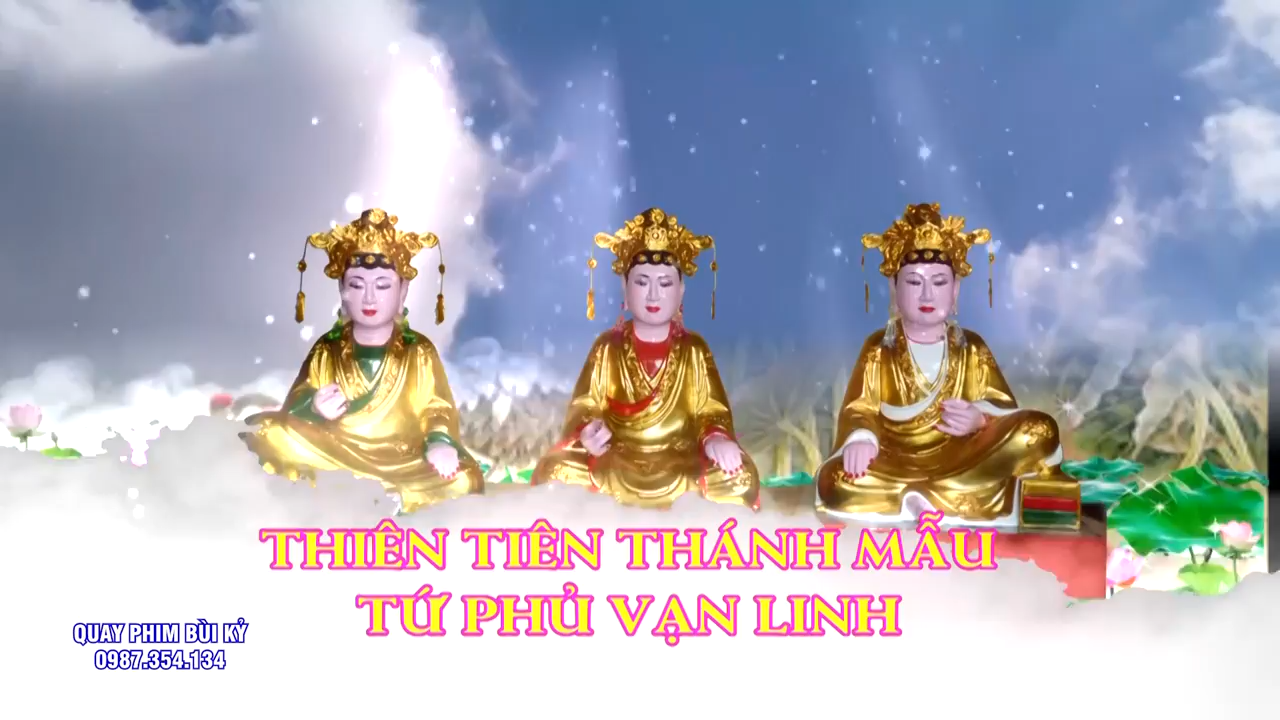 THIÊN TIÊN THÁNH MẪU
TỨ PHỦ VẠN LINH
QUAY PHIM BÙI KỶ
0987.354.134